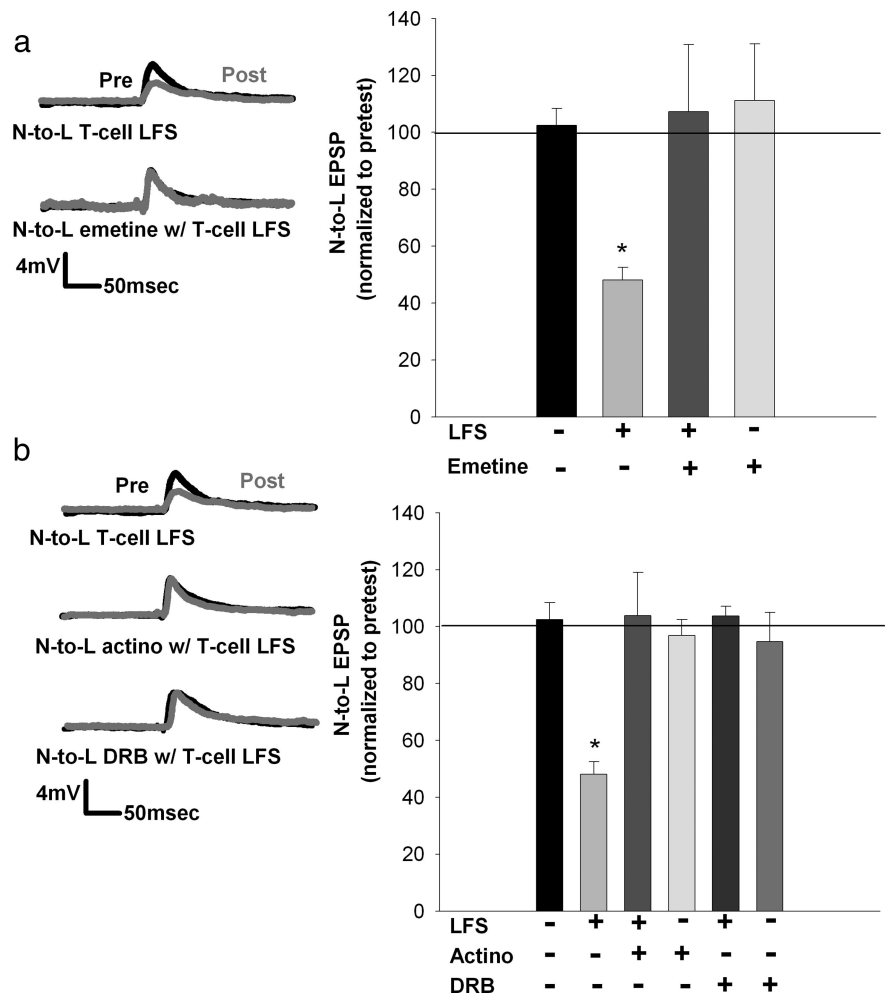 a
Pre
Post
N-to-L T-cell LFS
N-to-L emetine w/ T-cell LFS
4mV
50msec
N-to-L EPSP
(normalized to pretest)
140
120
100
80
60
40
20
0
*
LFS - + + -
Emetine - - + +
b
Pre
Post
N-to-L T-cell LFS
N-to-L actino w/ T-cell LFS
N-to-L DRB w/ T-cell LFS
4mV
50msec
N-to-L EPSP
(normalized to pretest)
140
120
100
80
60
40
20
0
*
LFS - + + - + -
Actino - - + + - -
DRB - - - - + +